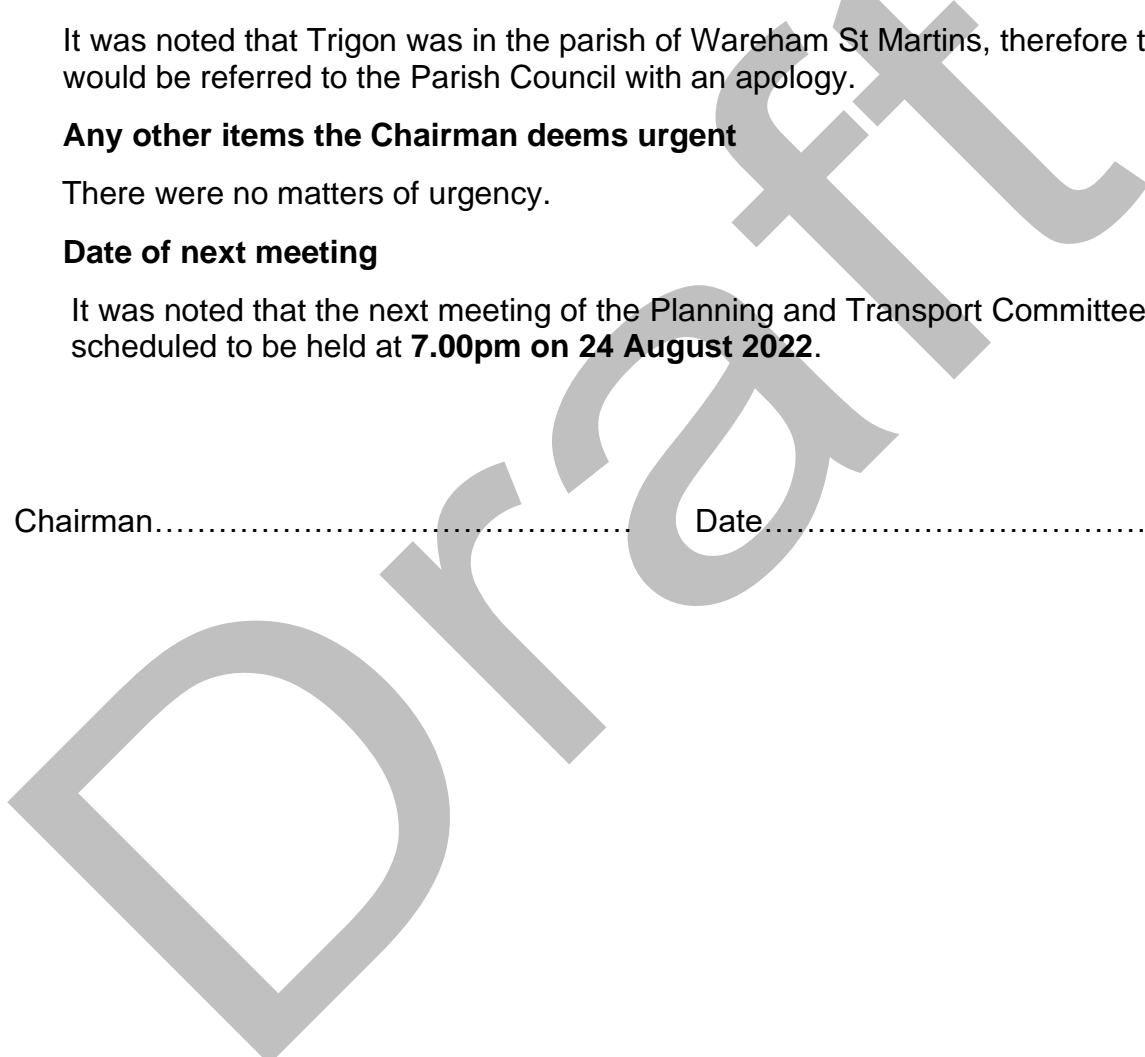 It was noted that Trigon was in the parish of Wareham St Martins, therefore
would be referred to the Parish Council with an apology.
Any other items the Chairman deems urgent
There were no matters of urgency.
Date of next meeting
It was noted that the next meeting of the Planning and Transport Committee
scheduled to be held at 7.00pm on 24 August 2022.
Chairman……………………………………… Date………………………………
Draft